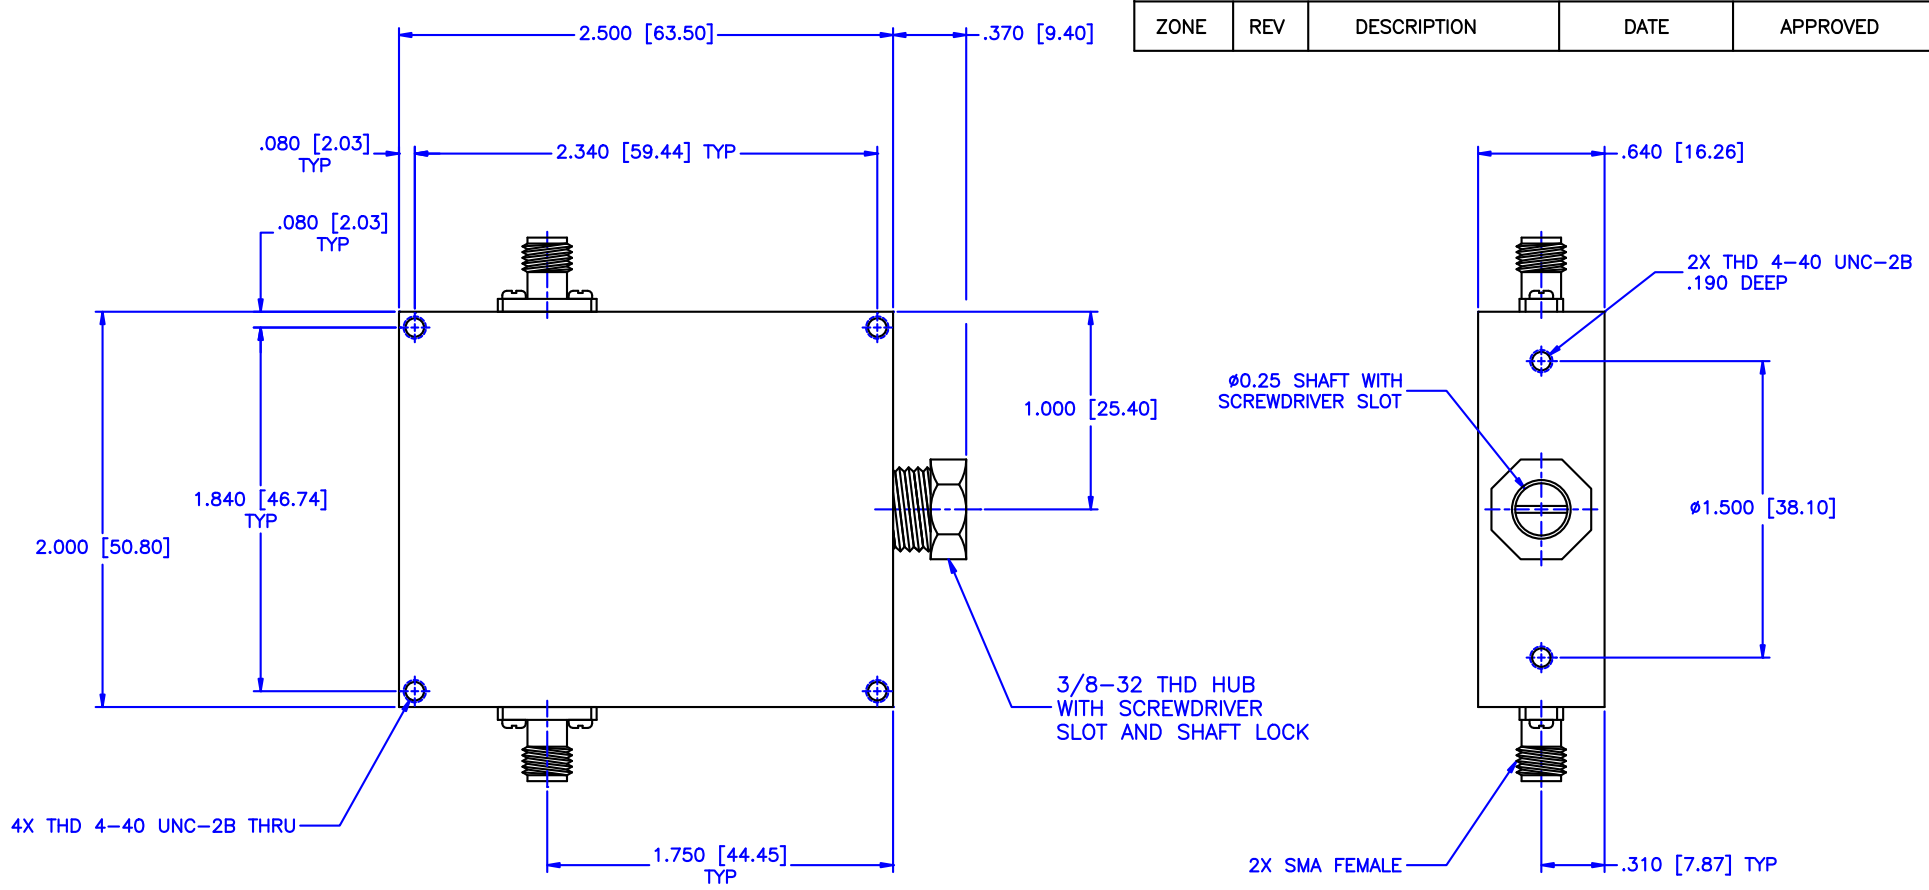 ZONE REV DESCRIPTION DATE APPROVED
2.500 [63.50]
.370 [9.40]
.080 [2.03]
TYP
2.340 [59.44] TYP
.640 [16.26]
.080 [2.03]
TYP
2X THD 4-40 UNC-2B
.190 DEEP
ø0.25 SHAFT WITH
SCREWDRIVER SLOT
1.000 [25.40]
1.840 [46.74]
TYP
ø1.500 [38.10]
2.000 [50.80]
3/8-32 THD HUB
WITH SCREWDRIVER
SLOT AND SHAFT LOCK
4X THD 4-40 UNC-2B THRU
1.750 [44.45]
TYP
2X SMA FEMALE
.310 [7.87] TYP